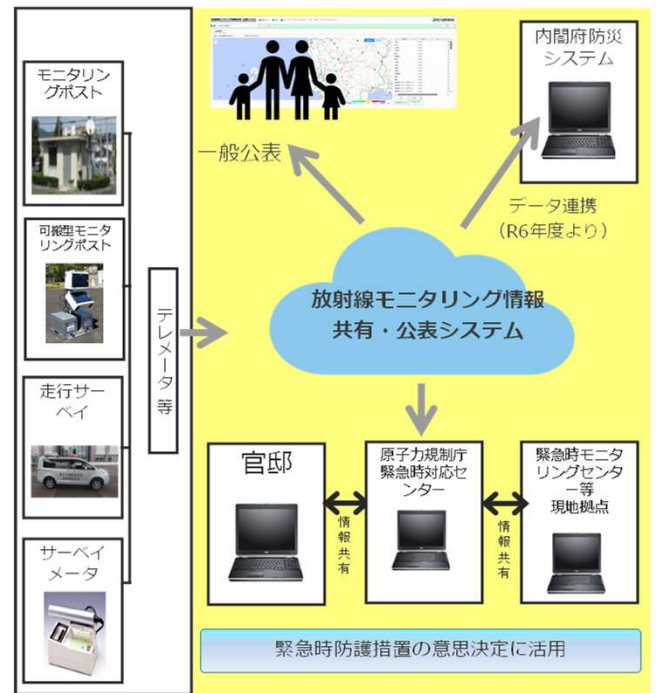 モニタリン
グポスト
可搬型モニタ
リングポスト
走行サー
ベイ
サーベイ
メータ
テレメータ 等
一般公表
内閣府防災
システム
データ連携
(R6年度より)
放射線モニタリング情報
共有・公表システム
官邸
情報共有
原子力規制庁
緊急時対応セ
ンター
情報共有
緊急時モニタ
リングセンタ
ー等
現地拠点
緊急時防護措置の意思決定に活用